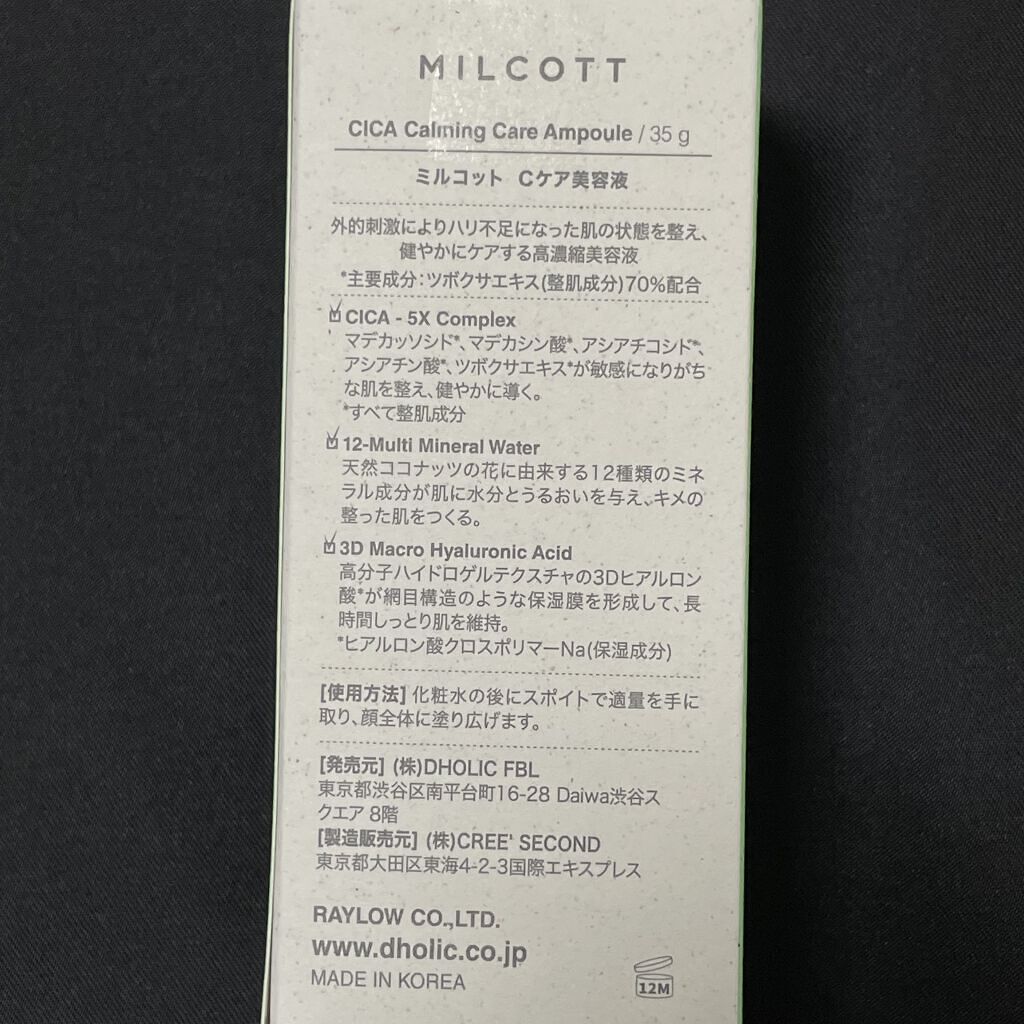 MILCOTT
CICA Calming Care Ampoule / 35 g
ミルコット Cケア美容液
外的刺激によりハリ不足になった肌の状態を整え、
健やかにケアする高濃縮美容液
*主要成分：ツボクサエキス(整肌成分)70%配合
CICA - 5X Complex
マデカッソシド*、マデカシン酸*、アシアチコシド*、
アシアチン酸*、ツボクサエキス*が敏感になりがち
な肌を整え、健やかに導く。
*すべて整肌成分
12-Multi Mineral Water
天然ココナッツの花に由来する12種類のミネ
ラル成分が肌に水分とうるおいを与え、キメの
整った肌をつくる。
3D Macro Hyaluronic Acid
高分子ハイドロゲルテクスチャの3Dヒアルロン
酸*が網目構造のような保湿膜を形成して、長
時間しっとり肌を維持。
*ヒアルロン酸クロスポリマーNa(保湿成分)
[使用方法] 化粧水の後にスポイトで適量を手に
取り、顔全体に塗り広げます。
[発売元] (株)DHOLIC FBL
東京都渋谷区南平台町16-28 Daiwa渋谷ス
クエア 8階
[製造販売元] (株)CREE' SECOND
東京都大田区東海4-2-3国際エキスプレス
RAYLOW CO.,LTD.
www.dholic.co.jp
MADE IN KOREA
12M